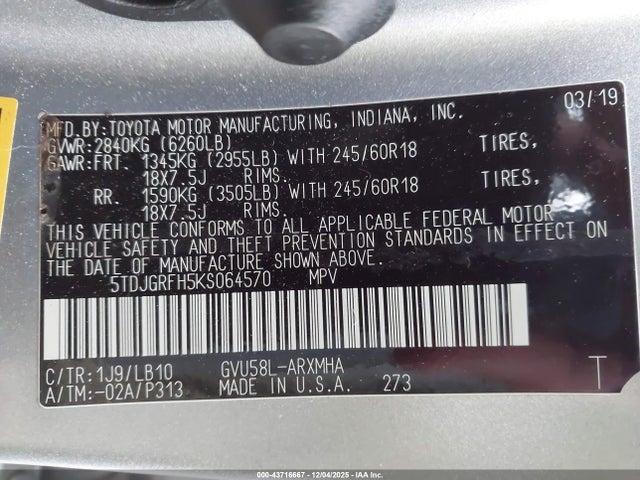 03/19
MFD.BY:TOYOTA MOTOR MANUFACTURING, INDIANA, INC.
GVWR:2840KG (6260LB)
GAWR:FRT. 1345KG (2955LB) WITH 245/60R18 TIRES,
18X7.5J RIMS.
RR. 1590KG (3505LB) WITH 245/60R18 TIRES,
18X7.5J RIMS.
THIS VEHICLE CONFORMS TO ALL APPLICABLE FEDERAL MOTOR
VEHICLE SAFETY AND THEFT PREVENTION STANDARDS IN EFFECT ON
THE DATE OF MANUFACTURE SHOWN ABOVE.
5TDJGRFH5KS064570 MPV
C/TR:1J9/LB10 GVU58L-ARXMHA
A/TM:-02A/P313 MADE IN U.S.A. 273 T
000-43716667 - 12/04/2025 - IAA Inc.